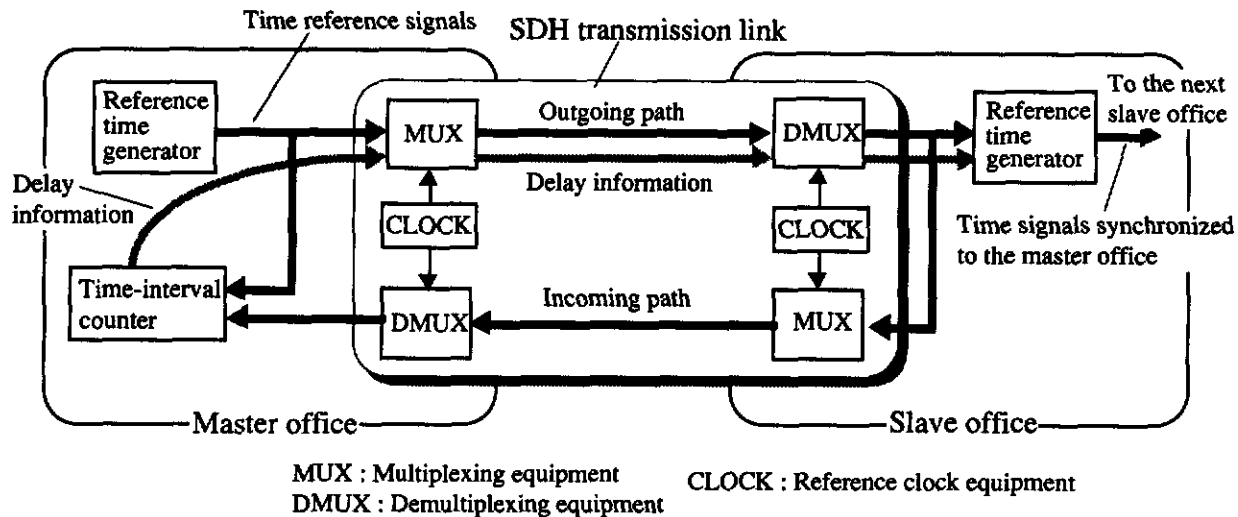 Time reference signals
SDH transmission link
Reference
time
generator
MUX
Outgoing path
DMUX
Reference
time
generator
To the next
slave office
Delay
information
Delay information
CLOCK
CLOCK
Time signals synchronized
to the master office
Time-interval
counter
DMUX
Incoming path
MUX
Master office
Slave office
MUX : Multiplexing equipment
DMUX : Demultiplexing equipment
CLOCK : Reference clock equipment